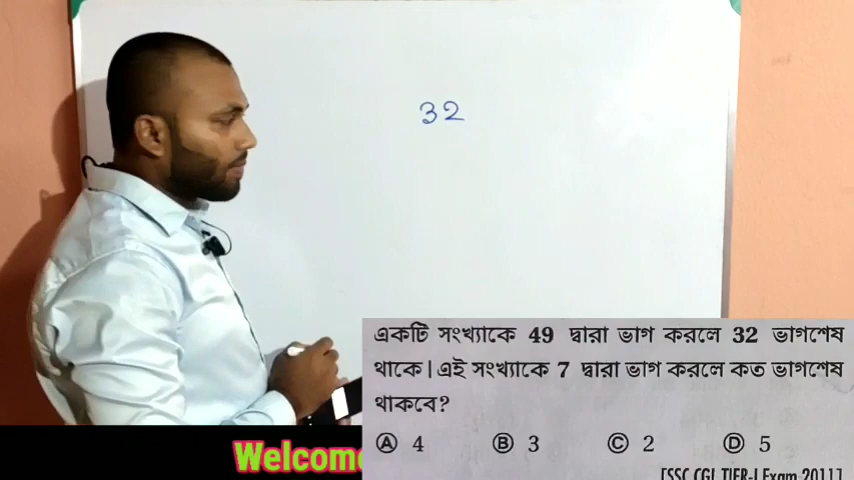 32
একটি সংখ্যাকে 49 দ্বারা ভাগ করলে 32 ভাগশেষ
থাকে। এই সংখ্যাকে 7 দ্বারা ভাগ করলে কত ভাগশেষ
থাকবে?
Ⓐ 4 Ⓑ 3 Ⓒ 2 Ⓓ 5
[SSC CGL TIER-I Exam 2011]
Welcome